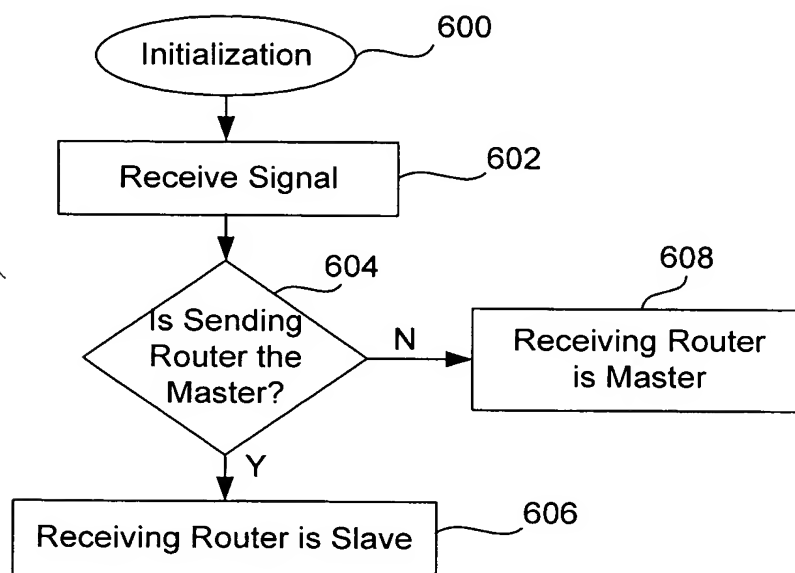 Initialization
600
Receive Signal
602
604
Is Sending
Router the
Master?
N
608
Receiving Router
is Master
Y
Receiving Router is Slave
606